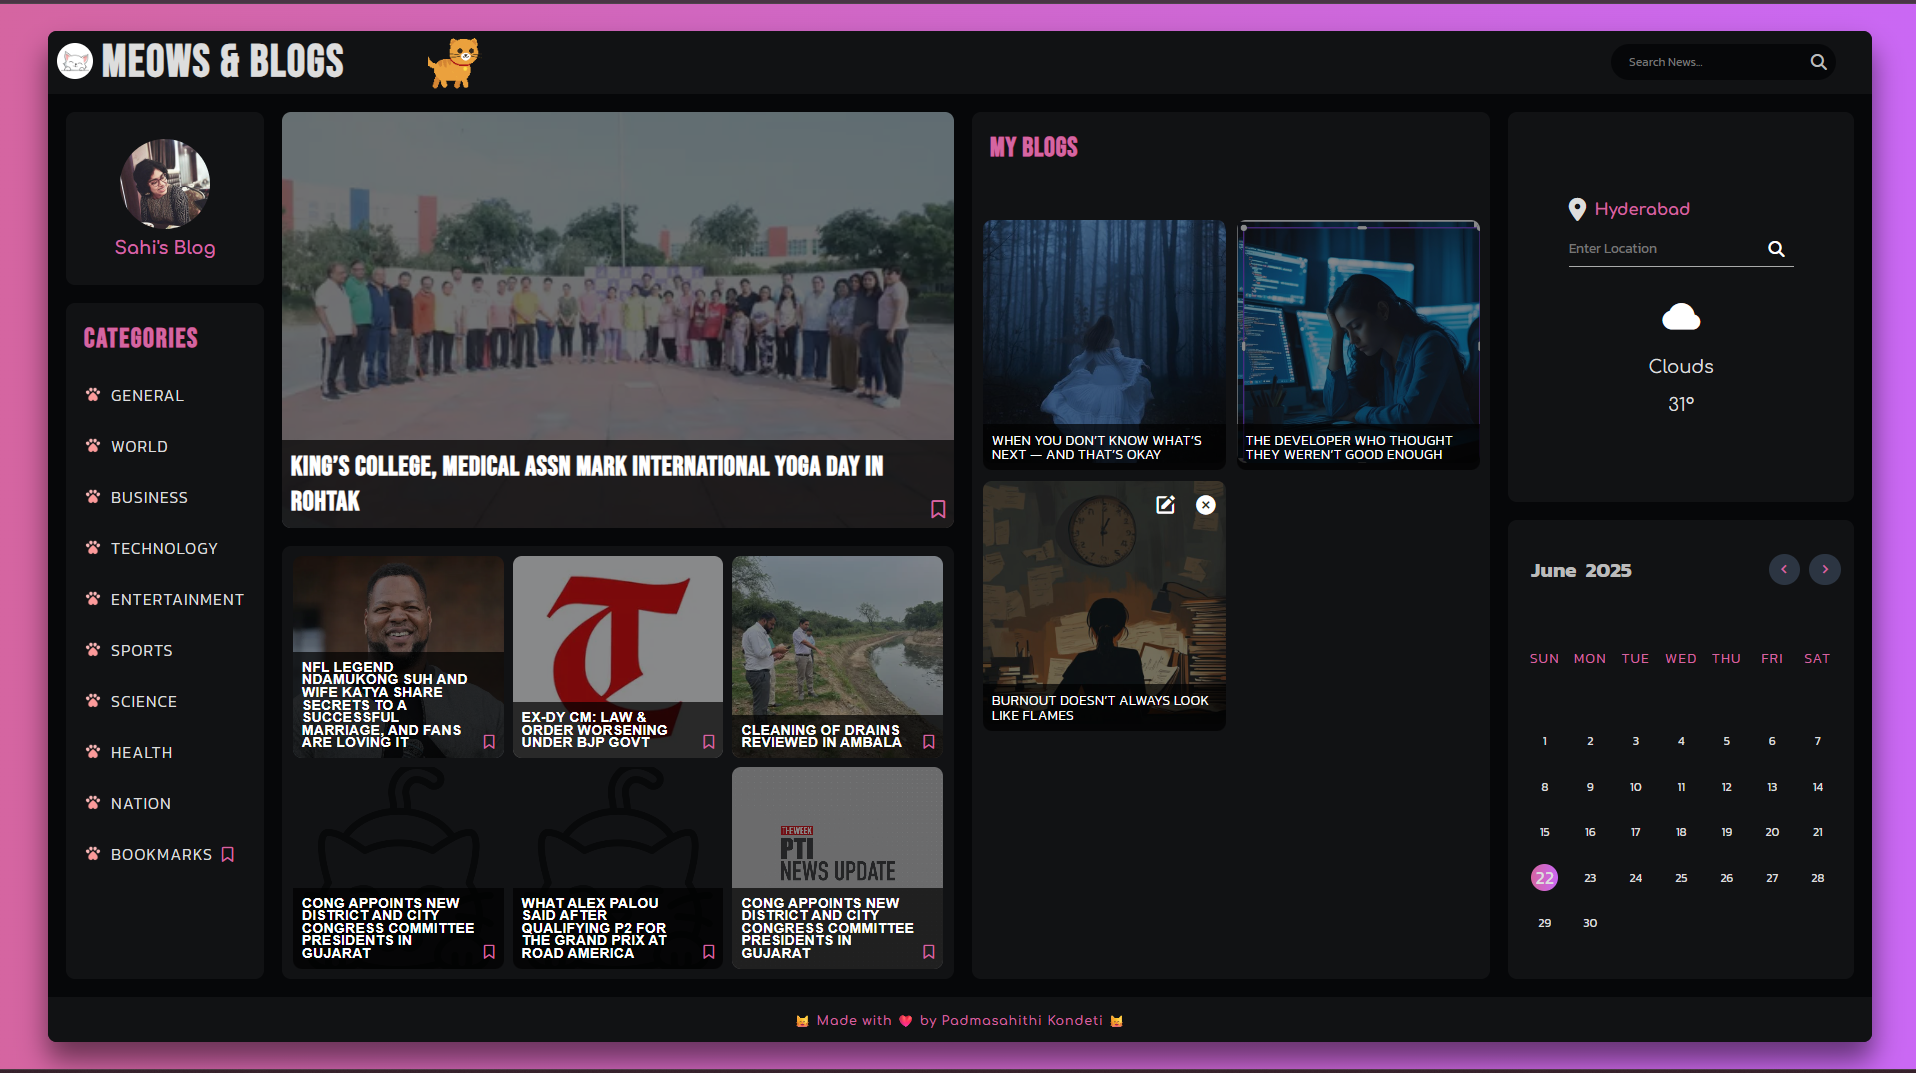 MEOWS & BLOGS
Search News...
Sahi's Blog
CATEGORIES
GENERAL
WORLD
BUSINESS
TECHNOLOGY
ENTERTAINMENT
SPORTS
SCIENCE
HEALTH
NATION
BOOKMARKS
KING'S COLLEGE, MEDICAL ASSN MARK INTERNATIONAL YOGA DAY IN
ROHTAK
NFL LEGEND
NDAMUKONG SUH AND
WIFE KATYA SHARE
SECRETS TO A
SUCCESSFUL
MARRIAGE, AND FANS
ARE LOVING IT
T
EX-DY CM: LAW &
ORDER WORSENING
UNDER BJP GOVT
CLEANING OF DRAINS
REVIEWED IN AMBALA
CONG APPOINTS NEW
DISTRICT AND CITY
CONGRESS COMMITTEE
PRESIDENTS IN
GUJARAT
WHAT ALEX PALOU
SAID AFTER
QUALIFYING P2 FOR
THE GRAND PRIX AT
ROAD AMERICA
THEWEEK
PTI
NEWS UPDATE
CONG APPOINTS NEW
DISTRICT AND CITY
CONGRESS COMMITTEE
PRESIDENTS IN
GUJARAT
MY BLOGS
WHEN YOU DON'T KNOW WHAT'S
NEXT — AND THAT'S OKAY
THE DEVELOPER WHO THOUGHT
THEY WEREN'T GOOD ENOUGH
BURNOUT DOESN'T ALWAYS LOOK
LIKE FLAMES
Hyderabad
Enter Location
Clouds
31°
June 2025
SUN MON TUE WED THU FRI SAT
1 2 3 4 5 6 7
8 9 10 11 12 13 14
15 16 17 18 19 20 21
22 23 24 25 26 27 28
29 30
😸 Made with ❤️ by Padmasahithi Kondeti 😸